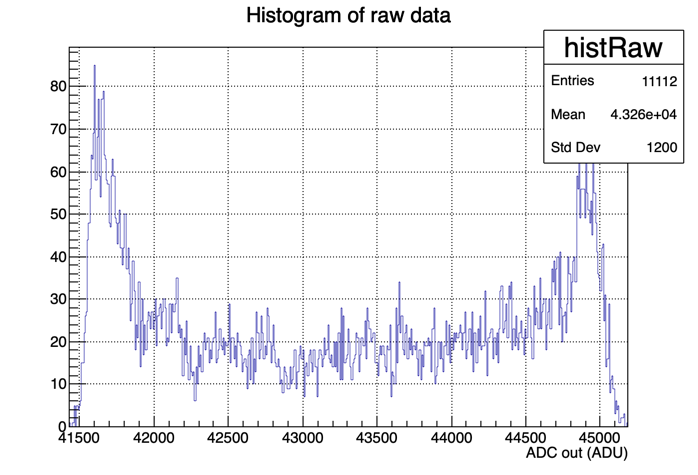 Histogram of raw data
histRaw
Entries 11112
Mean 4.326e+04
Std Dev 1200
80
70
60
50
40
30
20
10
0
41500 42000 42500 43000 43500 44000 44500 45000
ADC out (ADU)